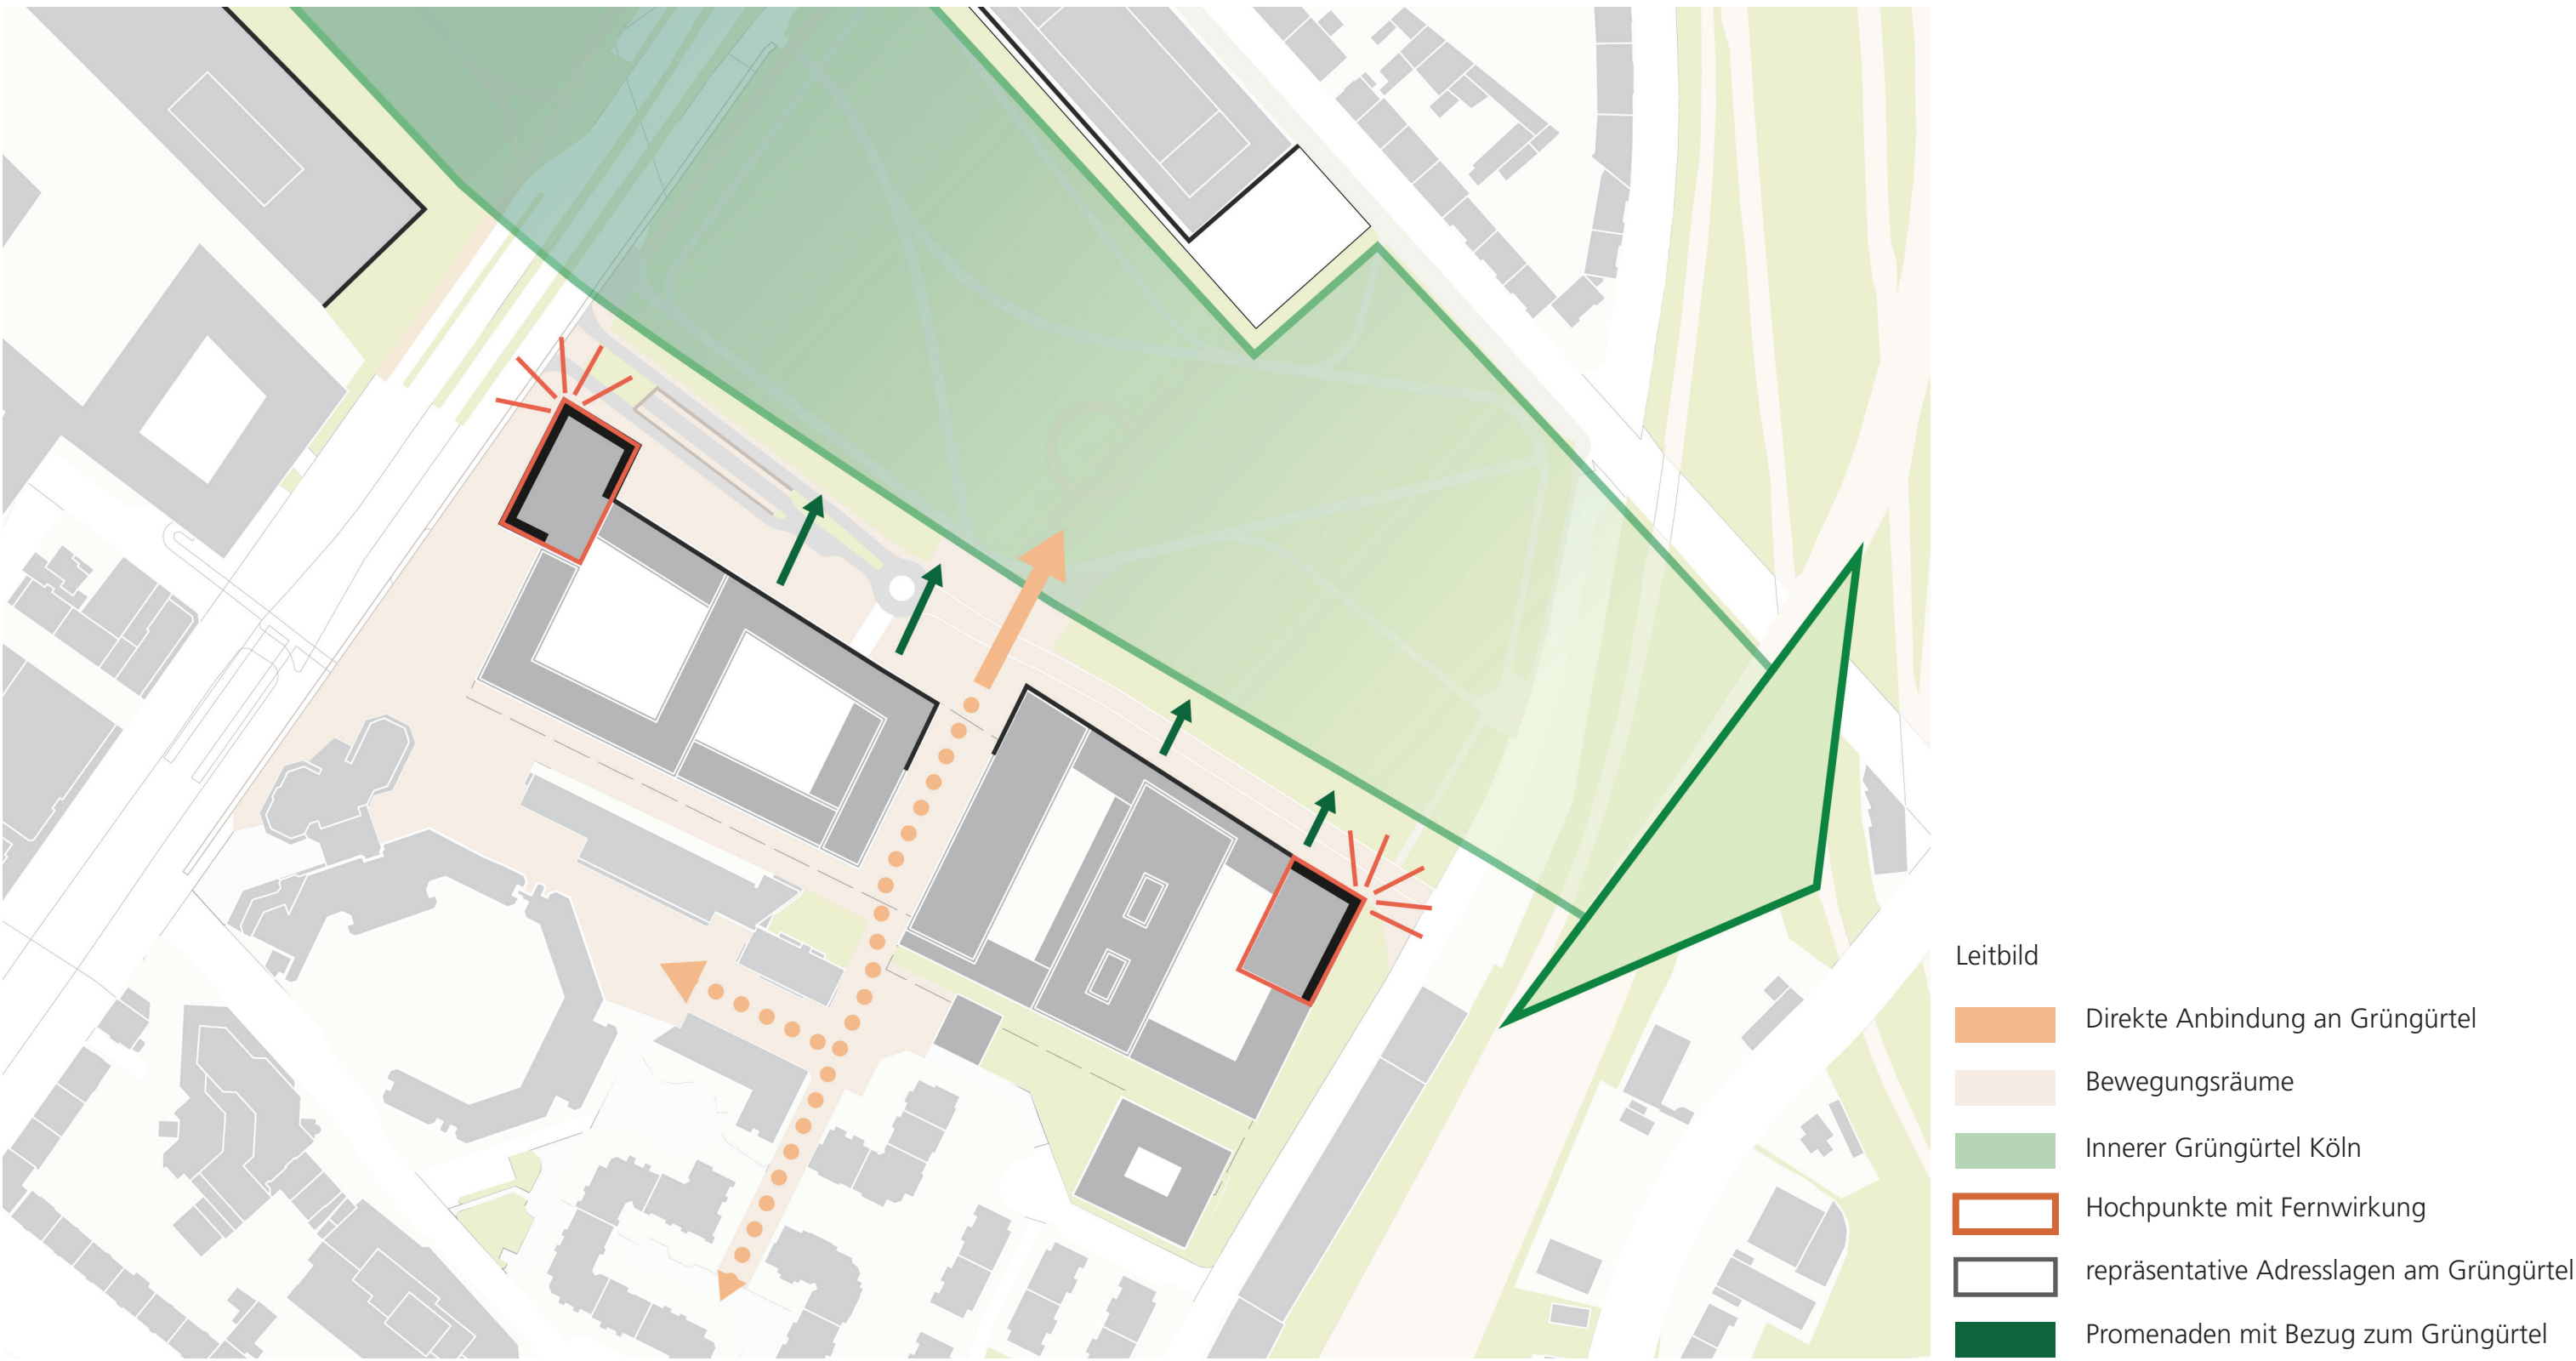 Leitbild
Direkte Anbindung an Grüngürtel
Bewegungsräume
Innerer Grüngürtel Köln
Hochpunkte mit Fernwirkung
repräsentative Adresslagen am Grüngürtel
Promenaden mit Bezug zum Grüngürtel